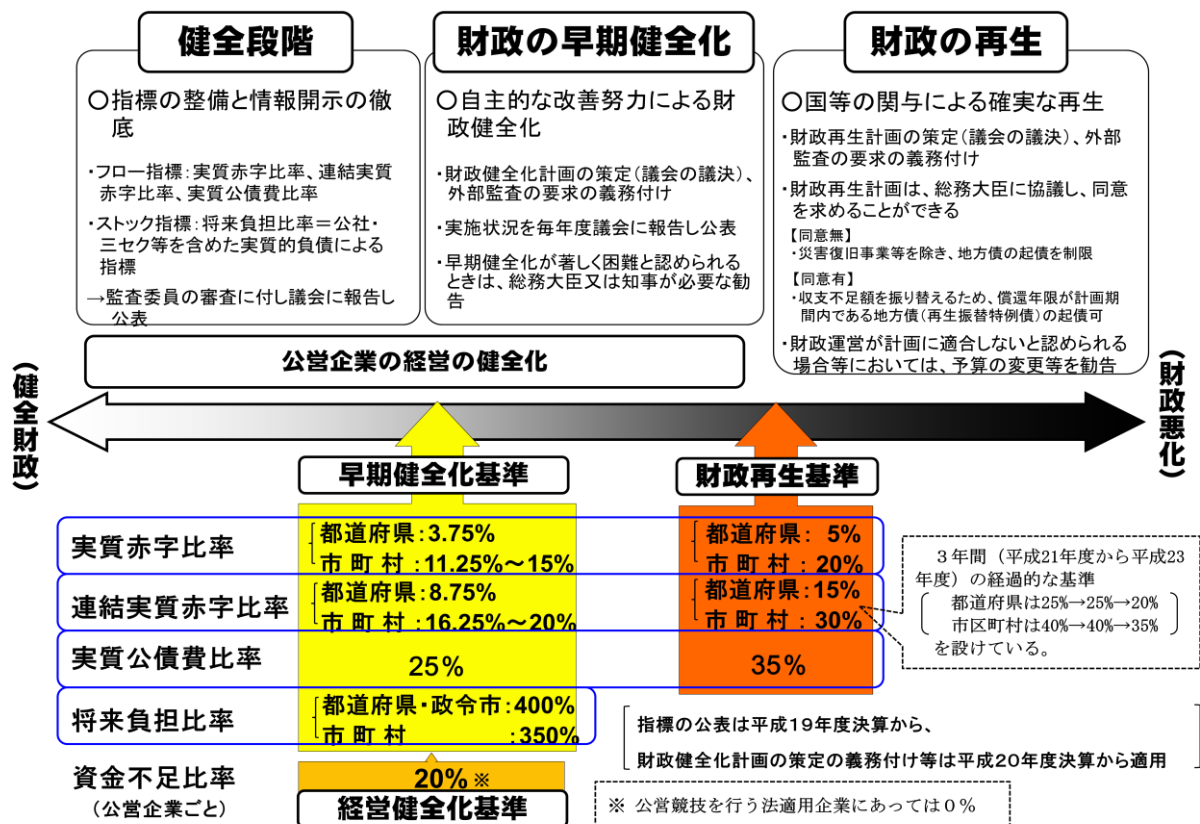 健全段階
〇指標の整備と情報開示の徹
底
・フロー指標：実質赤字比率、連結実質
赤字比率、実質公債費比率
・ストック指標：将来負担比率＝公社・
三セク等を含めた実質的負債による
指標
→監査委員の審査に付し議会に報告し
公表
財政の早期健全化
〇自主的な改善努力による財
政健全化
・財政健全化計画の策定（議会の議決）、
外部監査の要求の義務付け
・実施状況を毎年度議会に報告し公表
・早期健全化が著しく困難と認められる
ときは、総務大臣又は知事が必要な勧
告
財政の再生
〇国等の関与による確実な再生
・財政再生計画の策定（議会の議決）、外部
監査の要求の義務付け
・財政再生計画は、総務大臣に協議し、同意
を求めることができる
【同意無】
・災害復旧事業等を除き、地方債の起債を制限
【同意有】
・収支不足額を振り替えるため、償還年限が計画期
間内である地方債（再生振替特例債）の起債可
・財政運営が計画に適合しないと認められる
場合等においては、予算の変更等を勧告
公営企業の経営の健全化
（健全財政）
（財政悪化）
早期健全化基準
財政再生基準
実質赤字比率
都道府県：3.75%
市町村：11.25%～15%
都道府県： 5%
市町村：20%
連結実質赤字比率
都道府県：8.75%
市町村：16.25%～20%
都道府県：15%
市町村：30%
３年間（平成21年度から平成23
年度）の経過的な基準
都道府県は25%→25%→20%
市区町村は40%→40%→35%
を設けている。
実質公債費比率
25%
35%
将来負担比率
都道府県・政令市：400%
市町村 ：350%
指標の公表は平成１９年度決算から、
財政健全化計画の策定の義務付け等は平成２０年度決算から適用
資金不足比率
（公営企業ごと）
20% ※
経営健全化基準
※ 公営競技を行う法適用企業にあっては０％